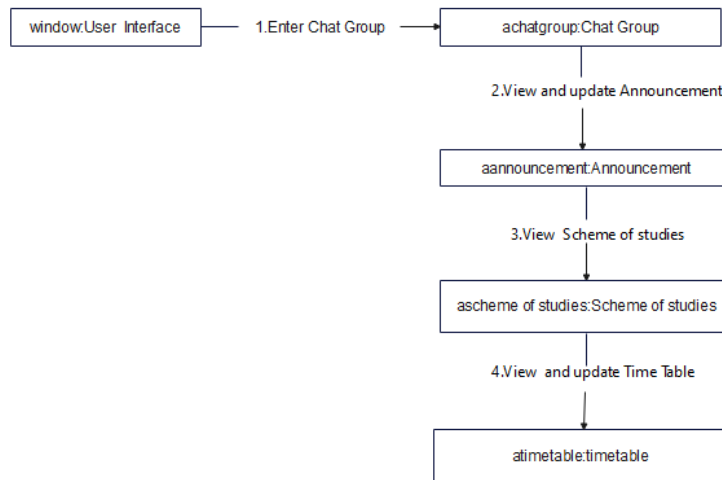 window:User Interface
1.Enter Chat Group
achatgroup:Chat Group
2.View and update Announcement
aannouncement:Announcement
3.View Scheme of studies
ascheme of studies:Scheme of studies
4.View and update Time Table
atimetable:timetable